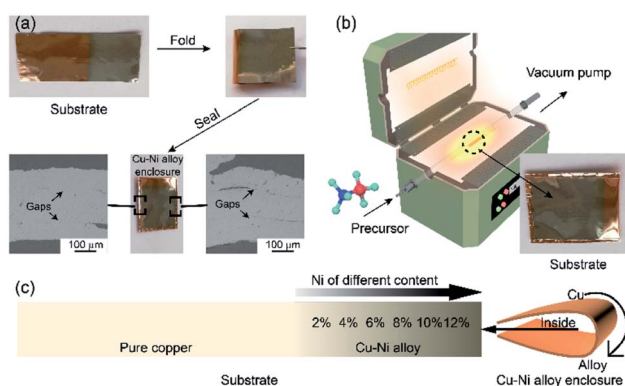 (a)
Fold
Substrate
Seal
Cu-Ni alloy
enclosure
Gaps
100 µm
Gaps
100 µm
(b)
Vacuum pump
Precursor
Substrate
(c)
Ni of different content
2% 4% 6% 8% 10% 12%
Pure copper
Cu-Ni alloy
Substrate
Cu
Inside
Alloy
Cu-Ni alloy enclosure